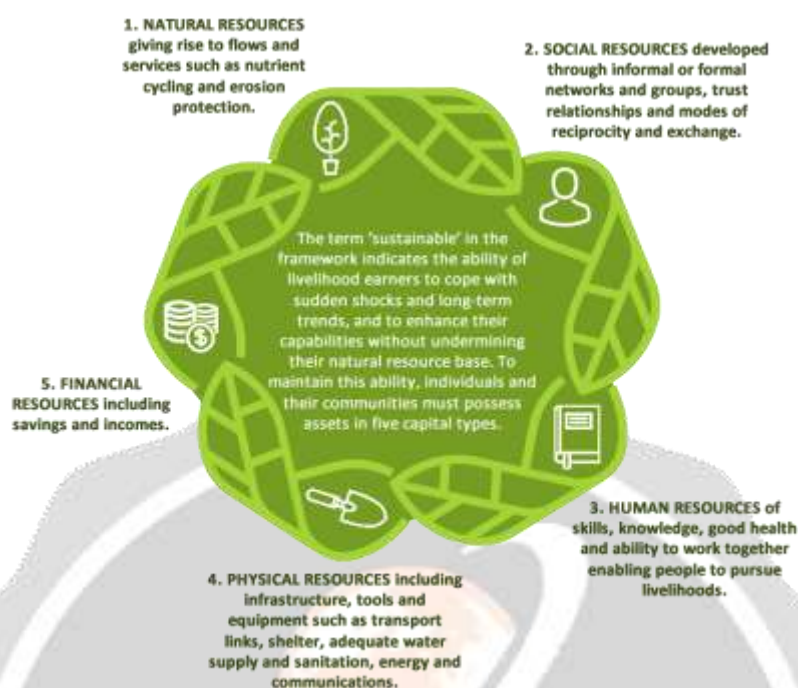 1. NATURAL RESOURCES
giving rise to flows and
services such as nutrient
cycling and erosion
protection.
2. SOCIAL RESOURCES developed
through informal or formal
networks and groups, trust
relationships and modes of
reciprocity and exchange.
The term 'sustainable' in the
framework indicates the ability of
livelihood earners to cope with
sudden shocks and long-term
trends, and to enhance their
capabilities without undermining
their natural resource base. To
maintain this ability, individuals and
their communities must possess
assets in five capital types.
5. FINANCIAL
RESOURCES including
savings and incomes.
3. HUMAN RESOURCES of
skills, knowledge, good health
and ability to work together
enabling people to pursue
livelihoods.
4. PHYSICAL RESOURCES including
infrastructure, tools and
equipment such as transport
links, shelter, adequate water
supply and sanitation, energy and
communications.